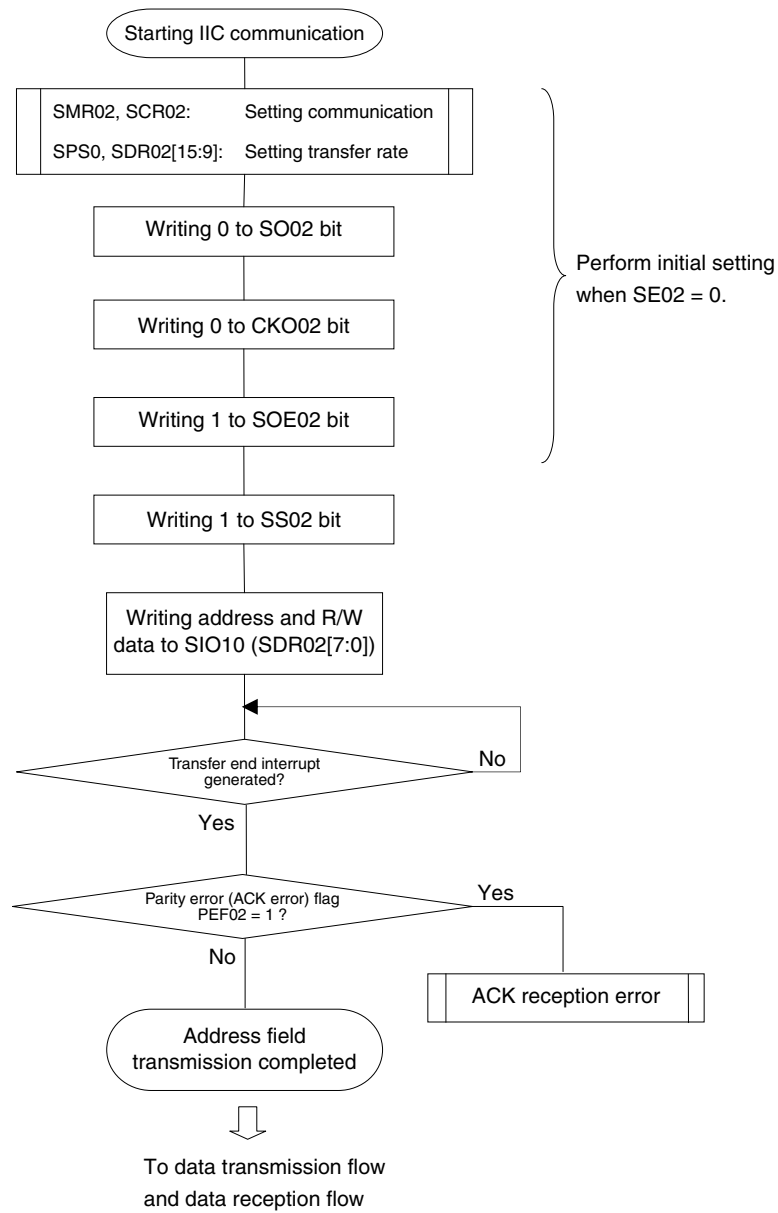 Starting IIC communication
SMR02, SCR02: Setting communication
SPS0, SDR02[15:9]: Setting transfer rate
Writing 0 to SO02 bit
Perform initial setting
when SE02 = 0.
Writing 0 to CKO02 bit
Writing 1 to SOE02 bit
Writing 1 to SS02 bit
Writing address and R/W
data to SIO10 (SDR02[7:0])
Transfer end interrupt
generated?
No
Yes
Parity error (ACK error) flag
PEF02 = 1 ?
Yes
No
ACK reception error
Address field
transmission completed
To data transmission flow
and data reception flow